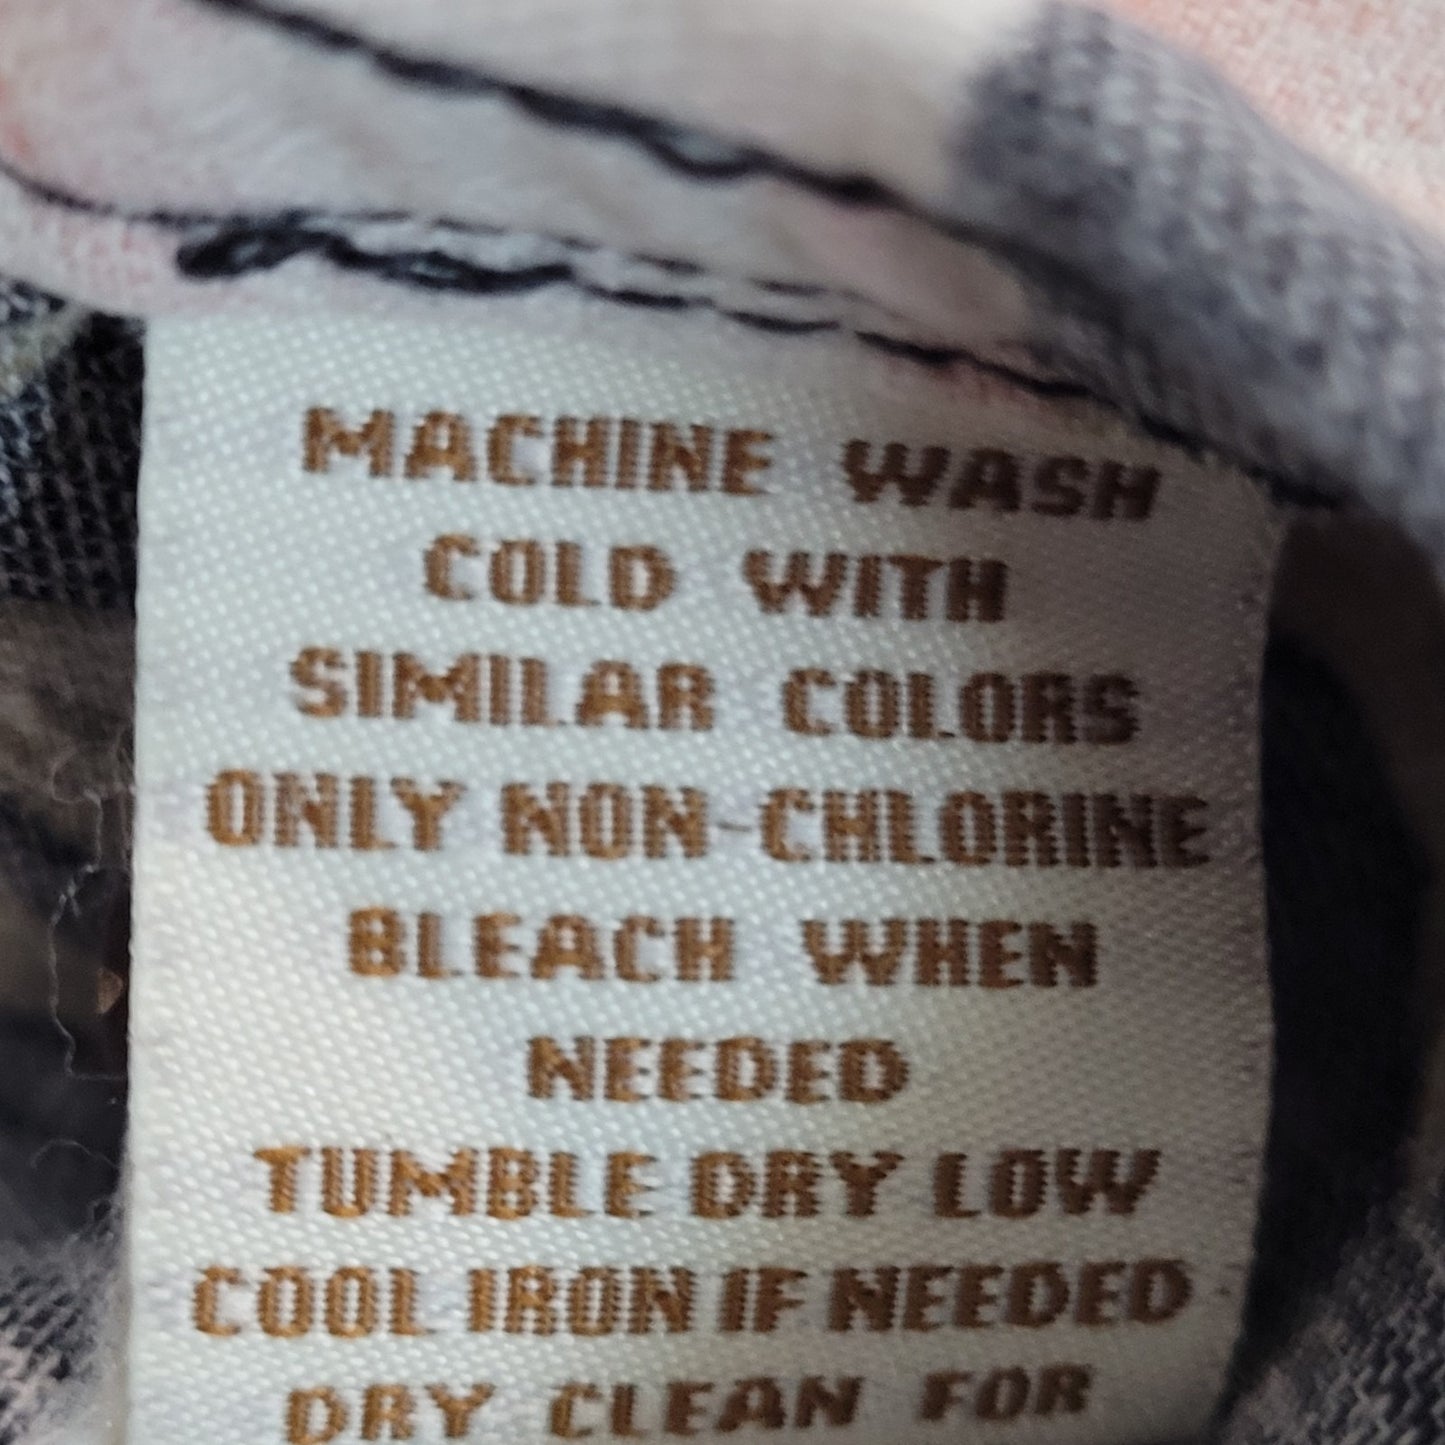 MACHINE WASH
COLD WITH
SIMILAR COLORS
ONLY NON-CHLORINE
BLEACH WHEN
NEEDED
TUMBLE DRY LOW
COOL IRON IF NEEDED
DRY CLEAN FOR